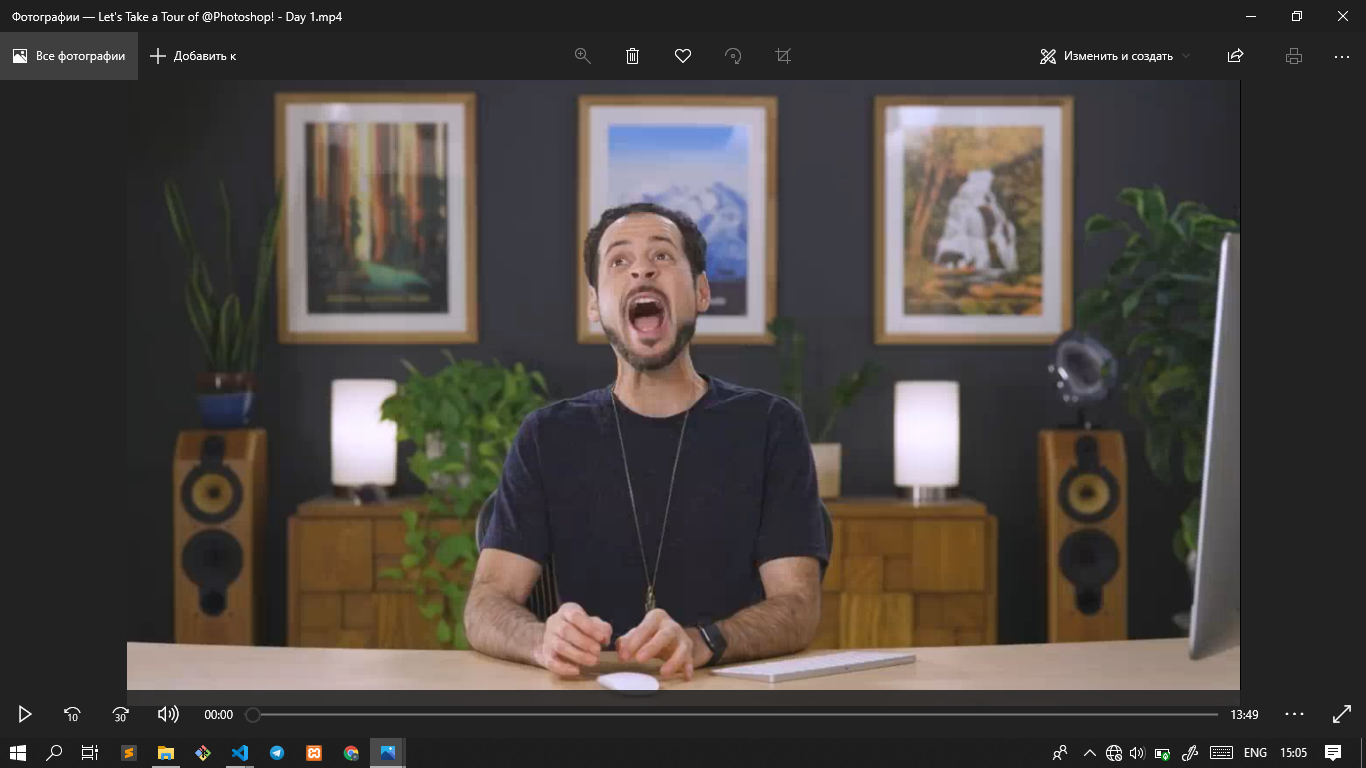 Фотографии — Let's Take a Tour of @Photoshop! - Day 1.mp4
Все фотографии
Добавить к
Изменить и создать
10
30
00:00
13:49
ENG
15:05